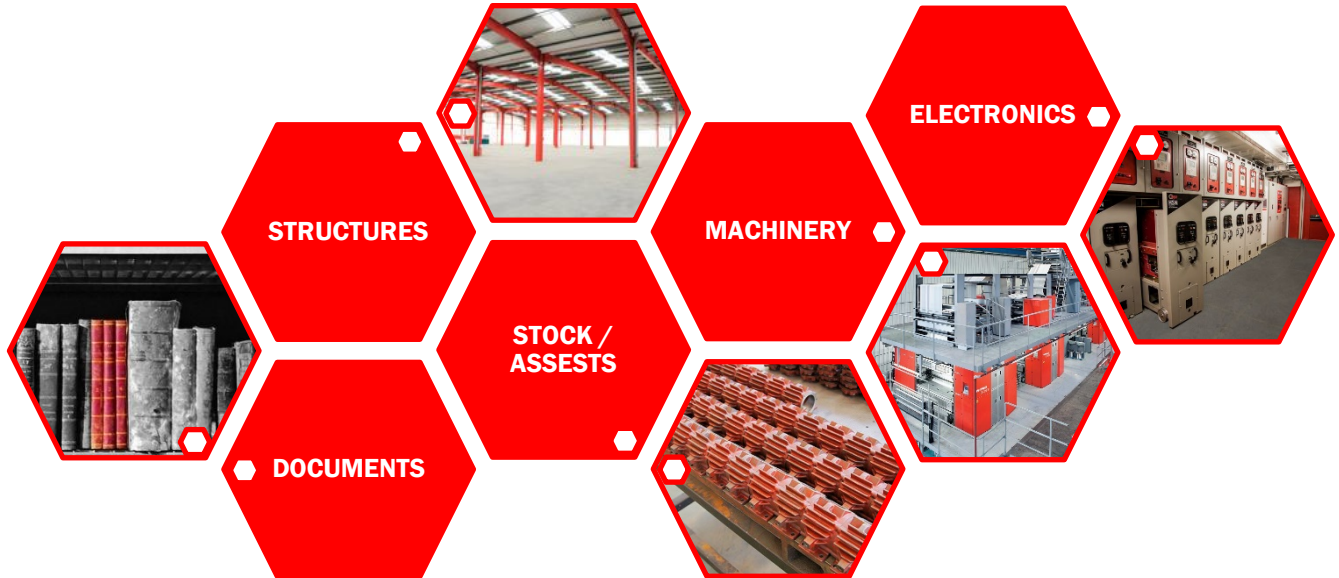 ELECTRONICS
STRUCTURES
MACHINERY
STOCK /
ASSESTS
DOCUMENTS